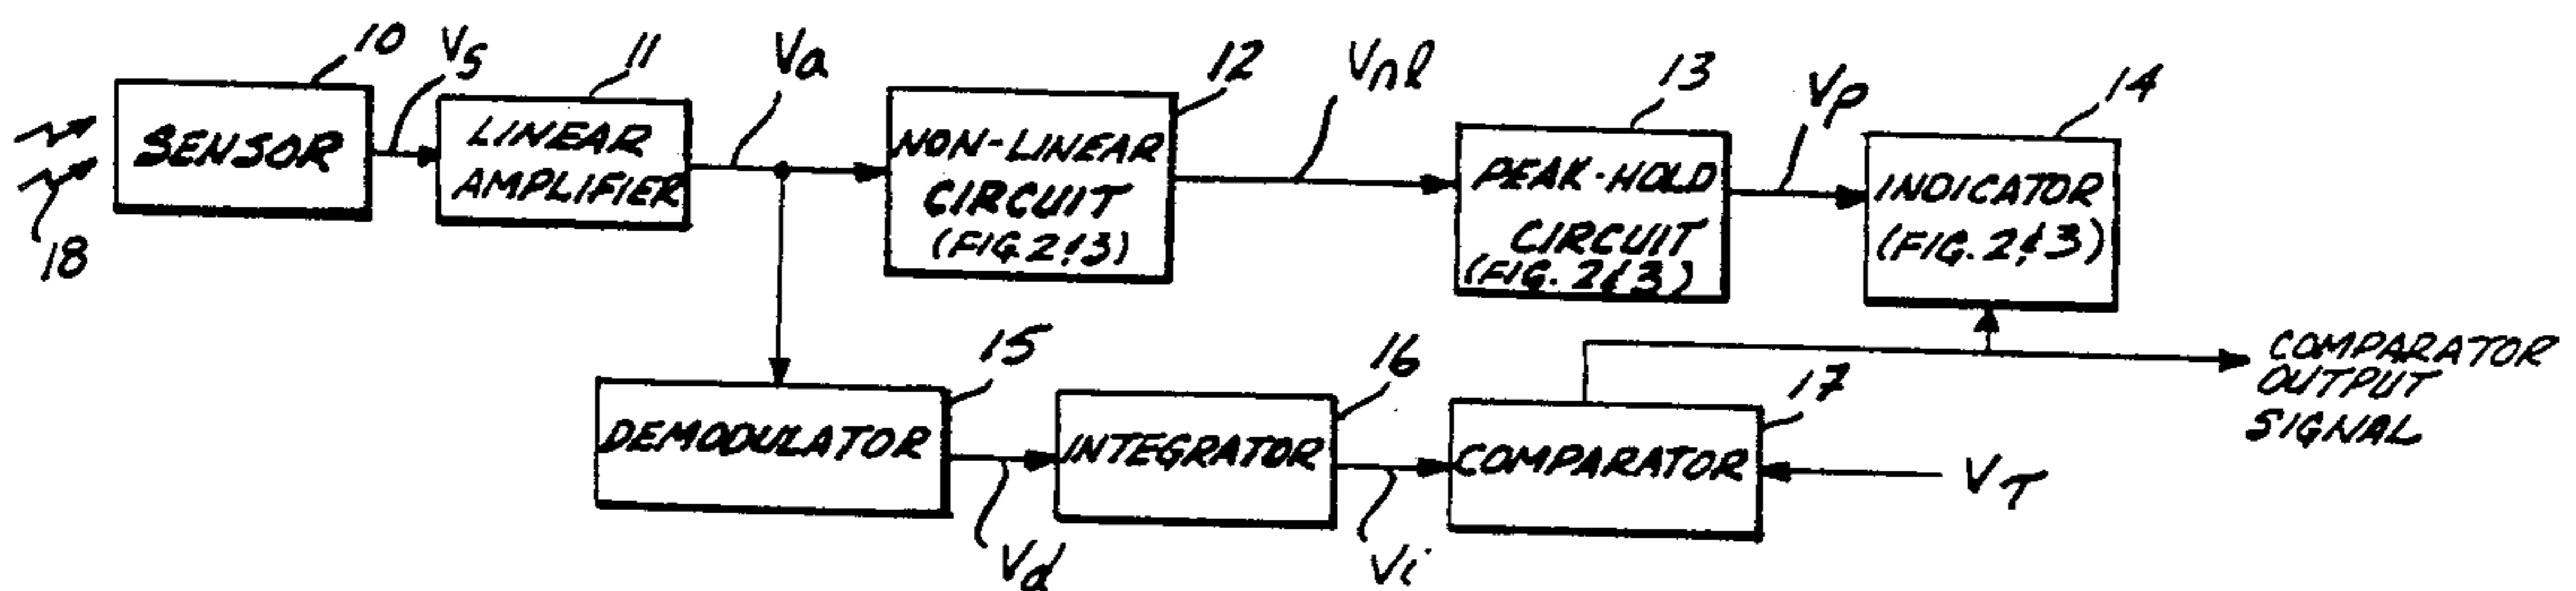 10
Vs
11
Va
12
Vnl
13
Vp
14
SENSOR
LINEAR
AMPLIFIER
NON-LINEAR
CIRCUIT
(FIG. 2 & 3)
PEAK-HOLD
CIRCUIT
(FIG. 2 & 3)
INDICATOR
(FIG. 2 & 3)
18
15
16
17
COMPARATOR
OUTPUT
SIGNAL
DEMODULATOR
INTEGRATOR
COMPARATOR
VT
Vd
Vi